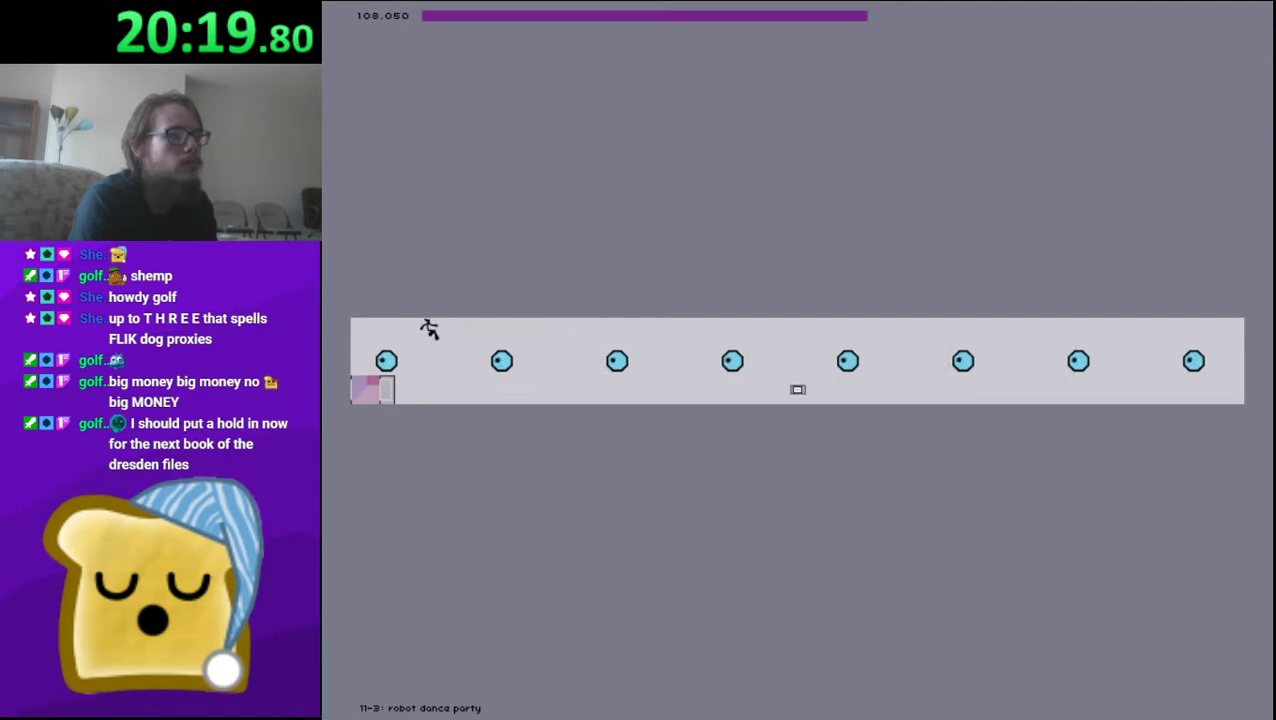 20:19.80
108.050
She..
golf.. shemp
She. howdy golf
She. up to T H R E E that spells
FLIK dog proxies
golf..
golf.. big money big money no
big MONEY
golf.. I should put a hold in now
for the next book of the
dresden files
11-3: robot dance party